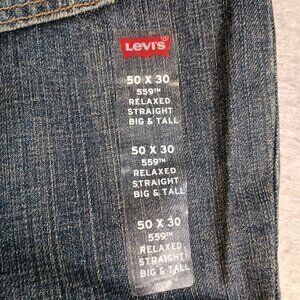 Levi's®
50 X 30
559™
RELAXED
STRAIGHT
BIG & TALL
50 X 30
559™
RELAXED
STRAIGHT
BIG & TALL
50 X 30
559™
RELAXED
STRAIGHT
BIG & TALL